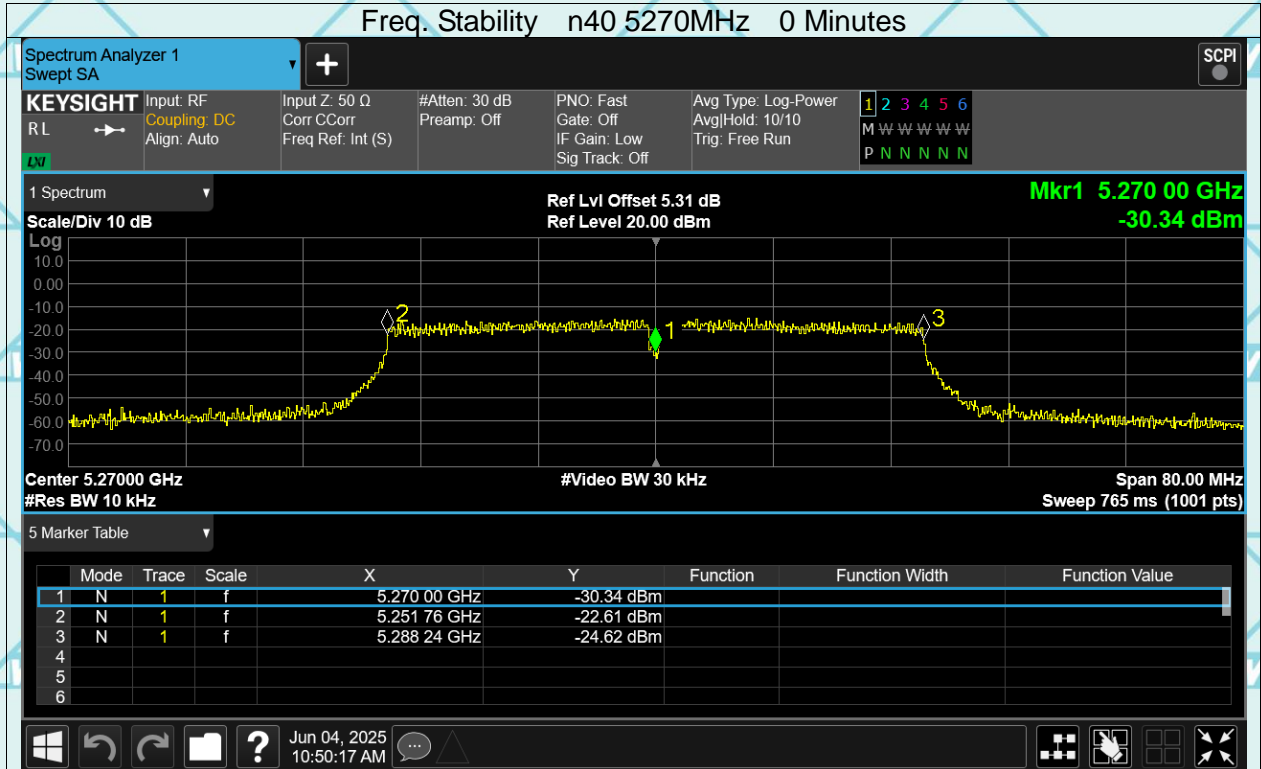 Freq. Stability n40 5270MHz 0 Minutes
Spectrum Analyzer 1
Swept SA
+
SCPI
KEYSIGHT
RL
LXI
Input: RF
Coupling: DC
Align: Auto
Input Z: 50 Ω
Corr CCorr
Freq Ref: Int (S)
#Atten: 30 dB
Preamp: Off
PNO: Fast
Gate: Off
IF Gain: Low
Sig Track: Off
Avg Type: Log-Power
Avg|Hold: 10/10
Trig: Free Run
1 2 3 4 5 6
M W W W W W
P N N N N N
1 Spectrum
Scale/Div 10 dB
Ref Lvl Offset 5.31 dB
Ref Level 20.00 dBm
Mkr1 5.270 00 GHz
-30.34 dBm
Log
10.0
0.00
-10.0
-20.0
-30.0
-40.0
-50.0
-60.0
-70.0
2
1
3
Center 5.27000 GHz
#Video BW 30 kHz
Span 80.00 MHz
#Res BW 10 kHz
Sweep 765 ms (1001 pts)
5 Marker Table
Mode Trace Scale X Y Function Function Width Function Value
1 N 1 f 5.270 00 GHz -30.34 dBm
2 N 1 f 5.251 76 GHz -22.61 dBm
3 N 1 f 5.288 24 GHz -24.62 dBm
4
5
6
?
Jun 04, 2025
10:50:17 AM